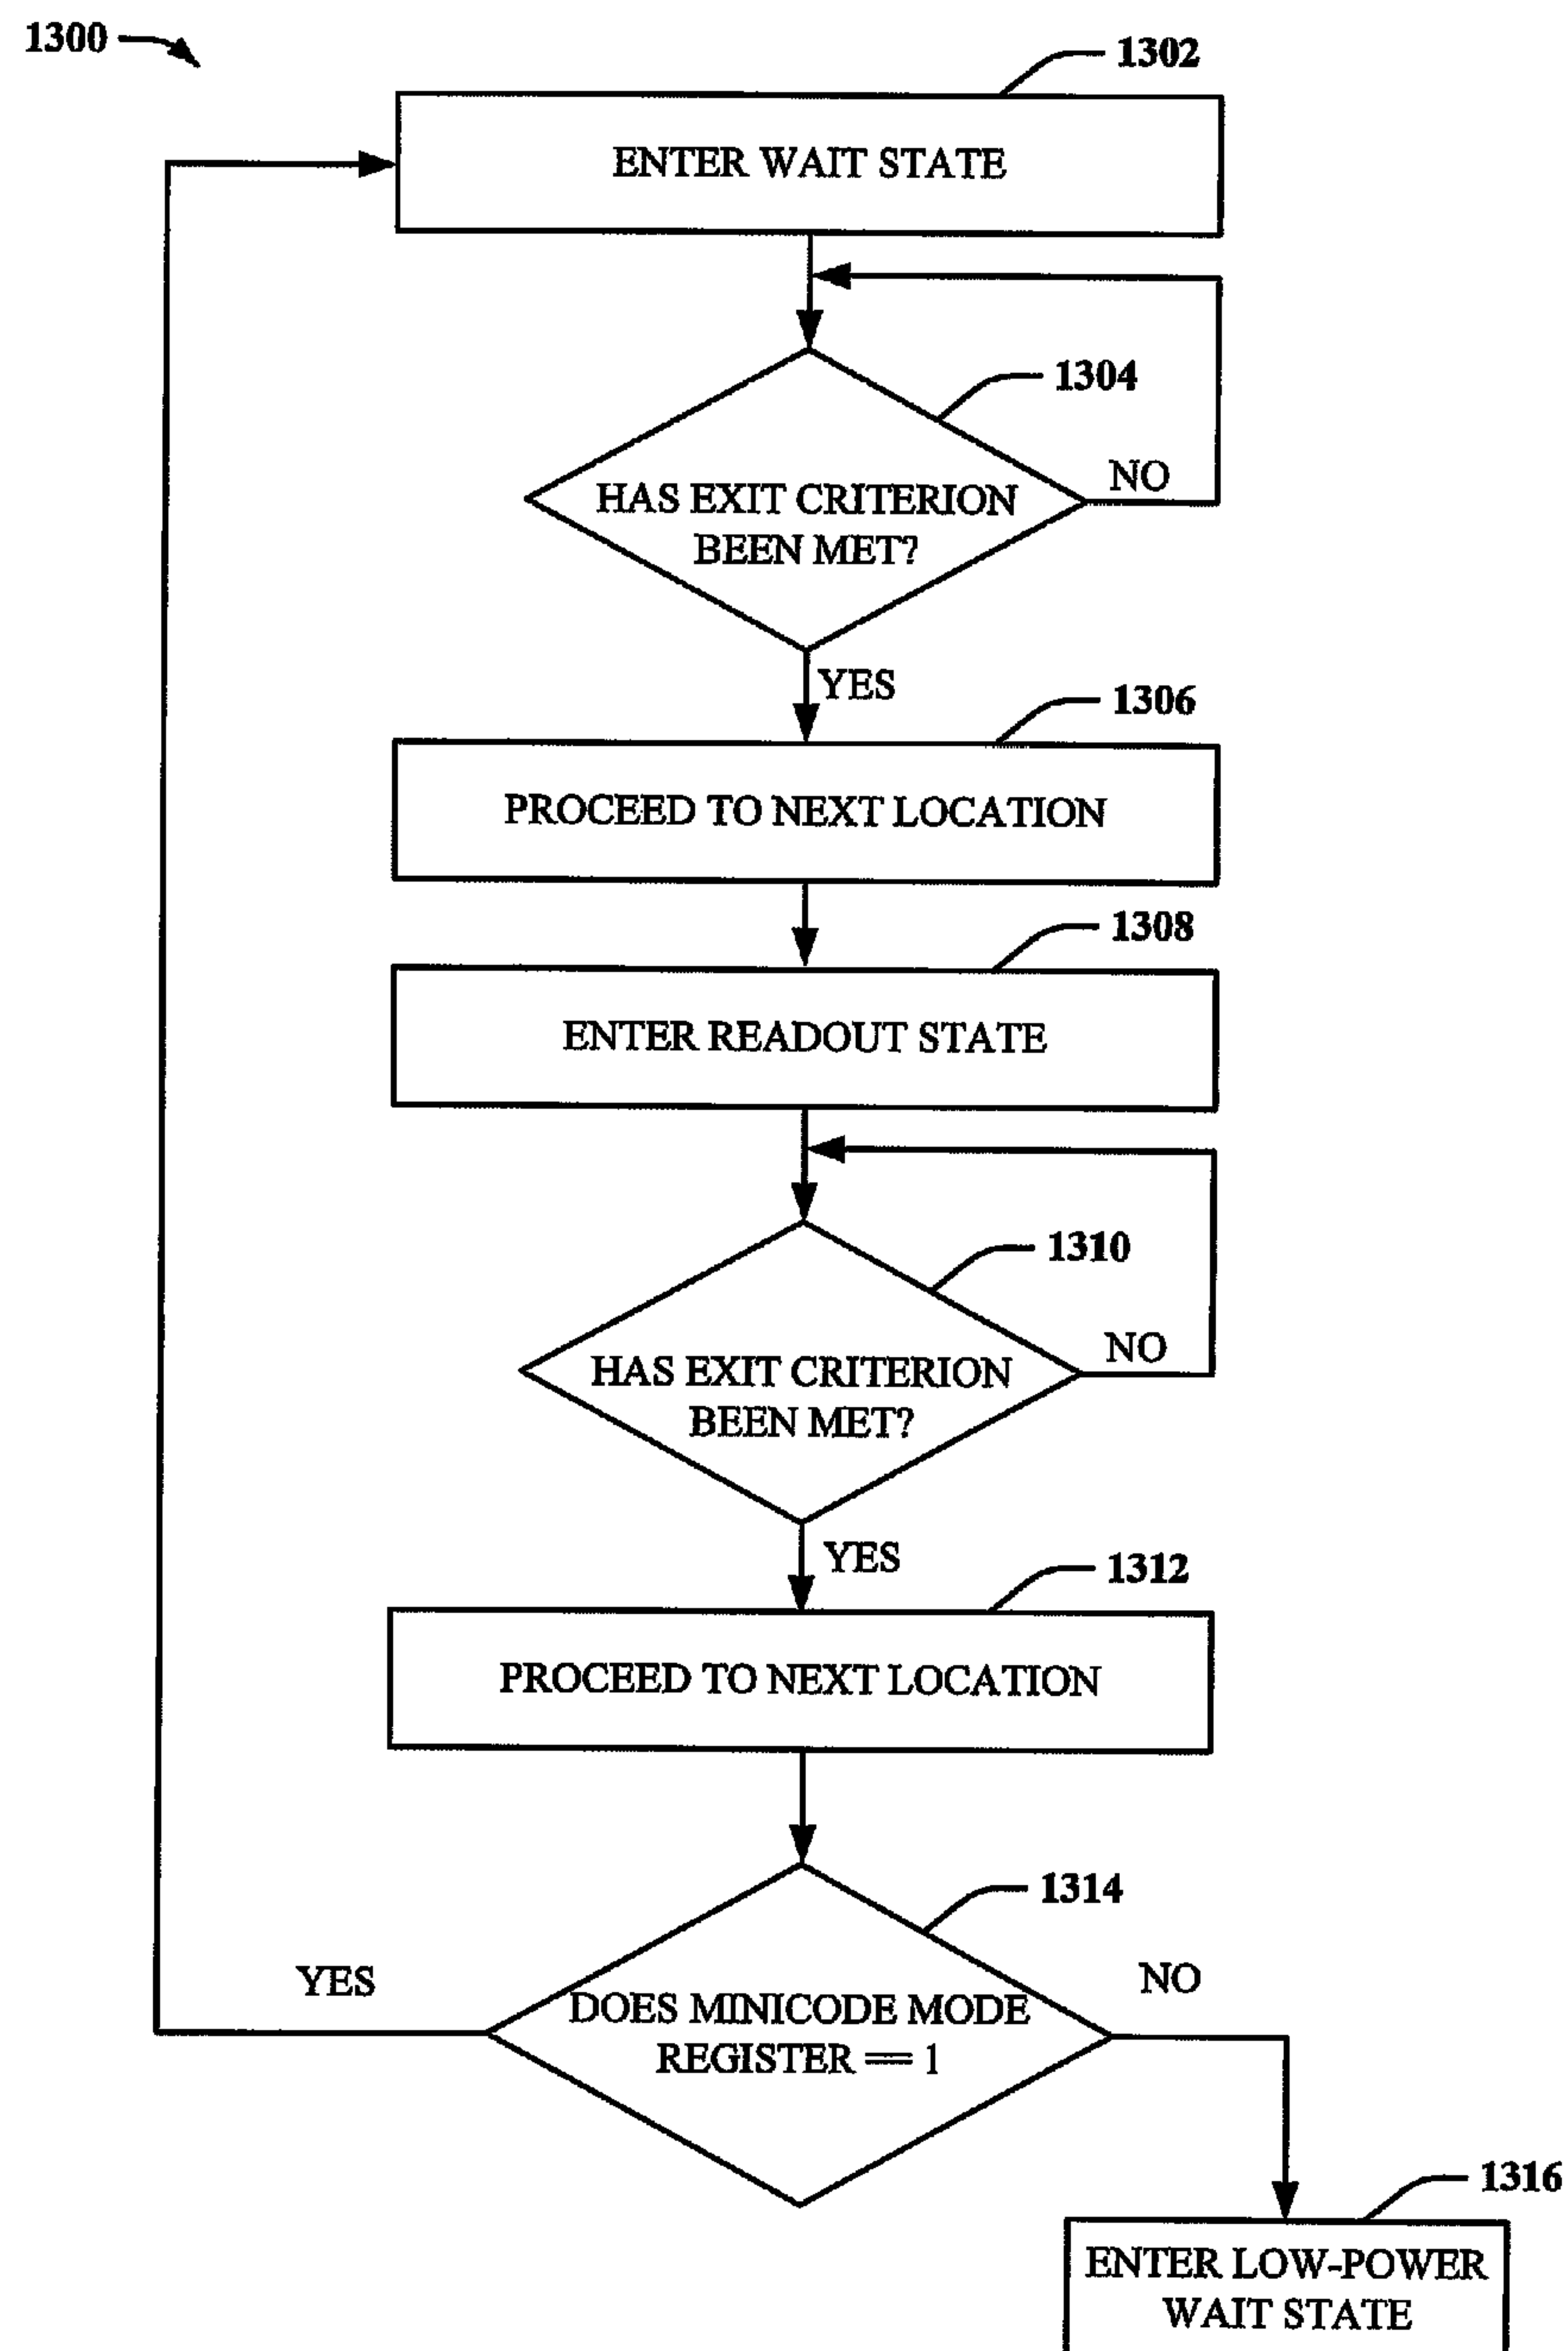 1300
1302
ENTER WAIT STATE
1304
HAS EXIT CRITERION
BEEN MET?
NO
YES
1306
PROCEED TO NEXT LOCATION
1308
ENTER READOUT STATE
1310
HAS EXIT CRITERION
BEEN MET?
NO
YES
1312
PROCEED TO NEXT LOCATION
1314
YES
DOES MINICODE MODE
REGISTER == 1
NO
1316
ENTER LOW-POWER
WAIT STATE